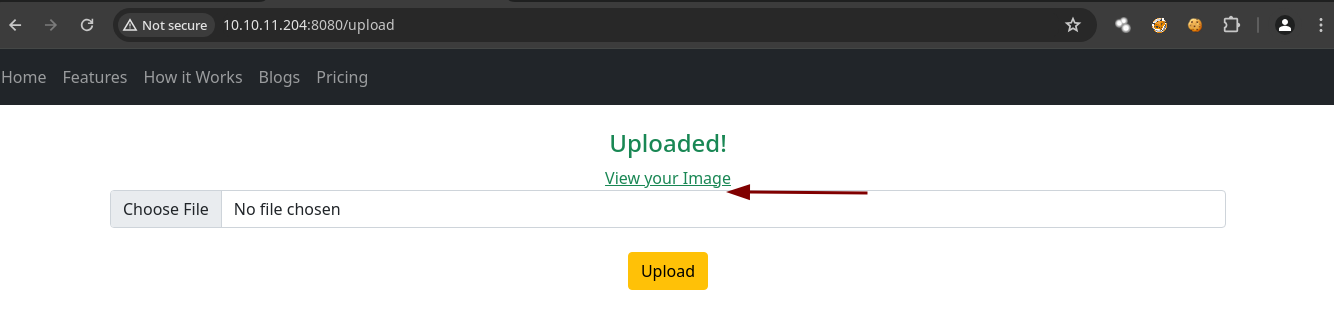 Not secure 10.10.11.204:8080/upload
Home Features How it Works Blogs Pricing
Uploaded!
View your Image
Choose File No file chosen
Upload